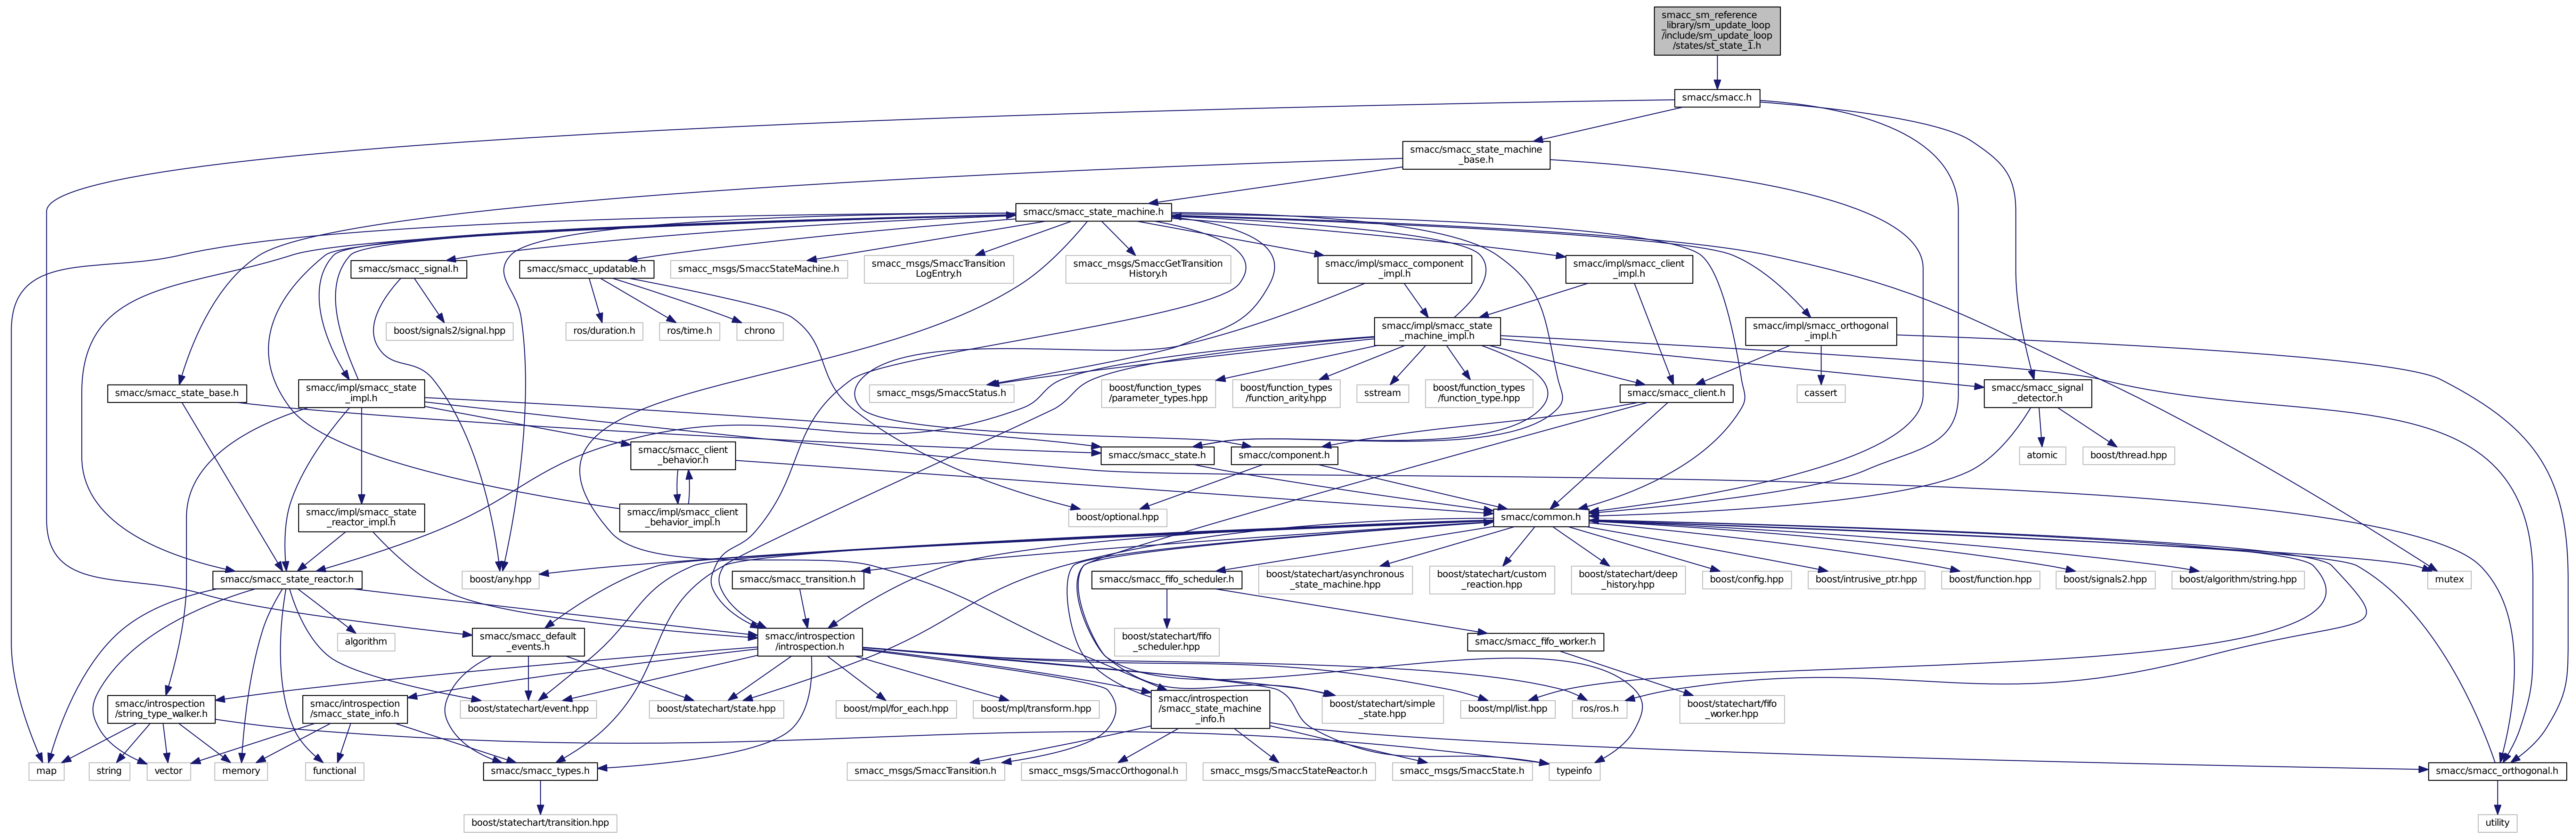 smacc_sm_reference
_library/sm_update_loop
/include/sm_update_loop
/states/st_state_1.h
smacc/smacc.h
smacc/smacc_state_machine
_base.h
smacc/smacc_state_machine.h
smacc/smacc_signal.h
smacc/smacc_updatable.h
smacc_msgs/SmaccStateMachine.h
smacc_msgs/SmaccTransition
LogEntry.h
smacc_msgs/SmaccGetTransition
History.h
smacc/impl/smacc_component
_impl.h
smacc/impl/smacc_client
_impl.h
boost/signals2/signal.hpp
ros/duration.h
ros/time.h
chrono
smacc/impl/smacc_state
_machine_impl.h
smacc/impl/smacc_orthogonal
_impl.h
smacc/smacc_state_base.h
smacc/impl/smacc_state
_impl.h
smacc_msgs/SmaccStatus.h
boost/function_types
/parameter_types.hpp
boost/function_types
/function_arity.hpp
sstream
boost/function_types
/function_type.hpp
smacc/smacc_client.h
cassert
smacc/smacc_signal
_detector.h
smacc/smacc_client
_behavior.h
smacc/smacc_state.h
smacc/component.h
atomic
boost/thread.hpp
smacc/impl/smacc_state
_reactor_impl.h
smacc/impl/smacc_client
_behavior_impl.h
boost/optional.hpp
smacc/common.h
smacc/smacc_state_reactor.h
boost/any.hpp
smacc/smacc_transition.h
smacc/smacc_fifo_scheduler.h
boost/statechart/asynchronous
_state_machine.hpp
boost/statechart/custom
_reaction.hpp
boost/statechart/deep
_history.hpp
boost/config.hpp
boost/intrusive_ptr.hpp
boost/function.hpp
boost/signals2.hpp
boost/algorithm/string.hpp
mutex
algorithm
smacc/smacc_default
_events.h
smacc/introspection
/introspection.h
boost/statechart/fifo
_scheduler.hpp
smacc/smacc_fifo_worker.h
smacc/introspection
/string_type_walker.h
smacc/introspection
/smacc_state_info.h
boost/statechart/event.hpp
boost/statechart/state.hpp
boost/mpl/for_each.hpp
boost/mpl/transform.hpp
smacc/introspection
/smacc_state_machine
_info.h
boost/statechart/simple
_state.hpp
boost/mpl/list.hpp
ros/ros.h
boost/statechart/fifo
_worker.hpp
map
string
vector
memory
functional
smacc/smacc_types.h
smacc_msgs/SmaccTransition.h
smacc_msgs/SmaccOrthogonal.h
smacc_msgs/SmaccStateReactor.h
smacc_msgs/SmaccState.h
typeinfo
smacc/smacc_orthogonal.h
boost/statechart/transition.hpp
utility